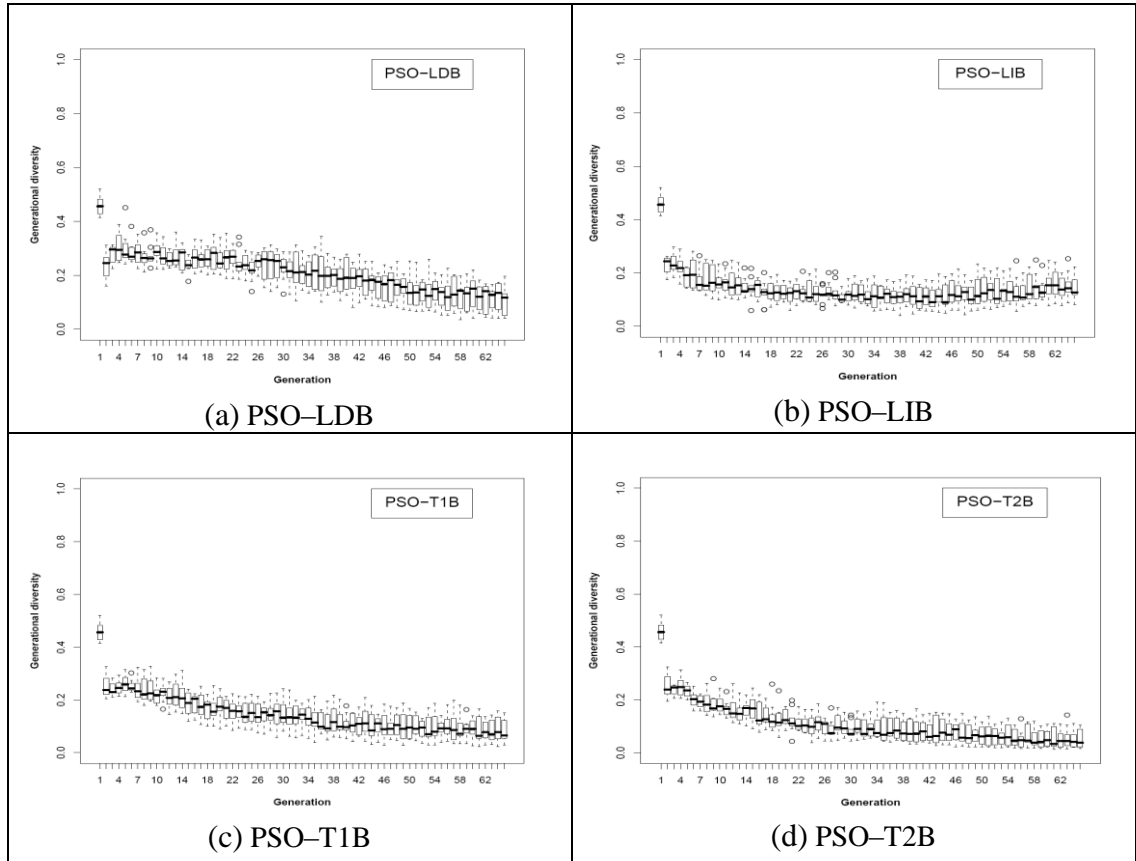 PSO−LDB
Generational diversity
1.0
0.8
0.6
0.4
0.2
0.0
1 4 7 10 14 18 22 26 30 34 38 42 46 50 54 58 62
Generation
(a) PSO–LDB
PSO−LIB
Generational diversity
1.0
0.8
0.6
0.4
0.2
0.0
1 4 7 10 14 18 22 26 30 34 38 42 46 50 54 58 62
Generation
(b) PSO–LIB
PSO−T1B
Generational diversity
1.0
0.8
0.6
0.4
0.2
0.0
1 4 7 10 14 18 22 26 30 34 38 42 46 50 54 58 62
Generation
(c) PSO–T1B
PSO−T2B
Generational diversity
1.0
0.8
0.6
0.4
0.2
0.0
1 4 7 10 14 18 22 26 30 34 38 42 46 50 54 58 62
Generation
(d) PSO–T2B